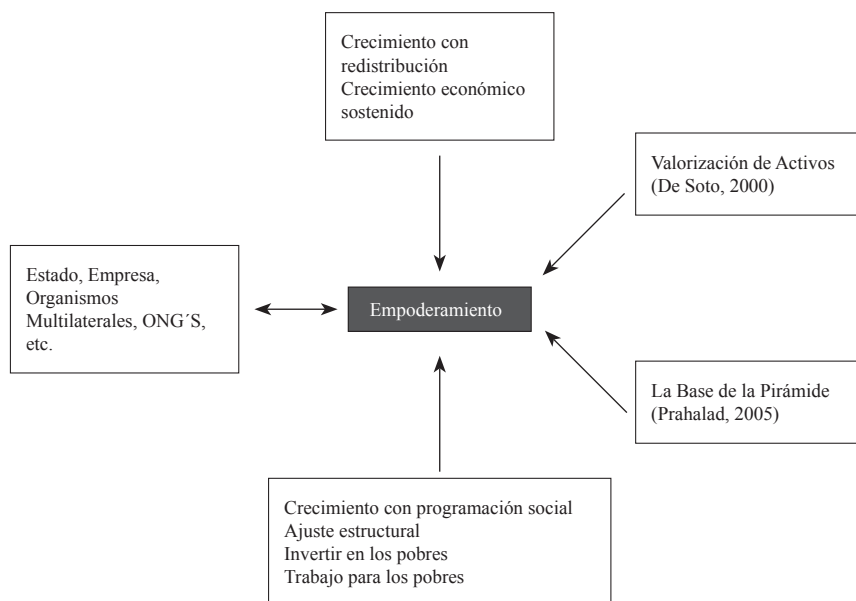 Crecimiento con
redistribución
Crecimiento económico
sostenido
Valorización de Activos
(De Soto, 2000)
Estado, Empresa,
Organismos
Multilaterales, ONG´S,
etc.
Empoderamiento
La Base de la Pirámide
(Prahalad, 2005)
Crecimiento con programación social
Ajuste estructural
Invertir en los pobres
Trabajo para los pobres